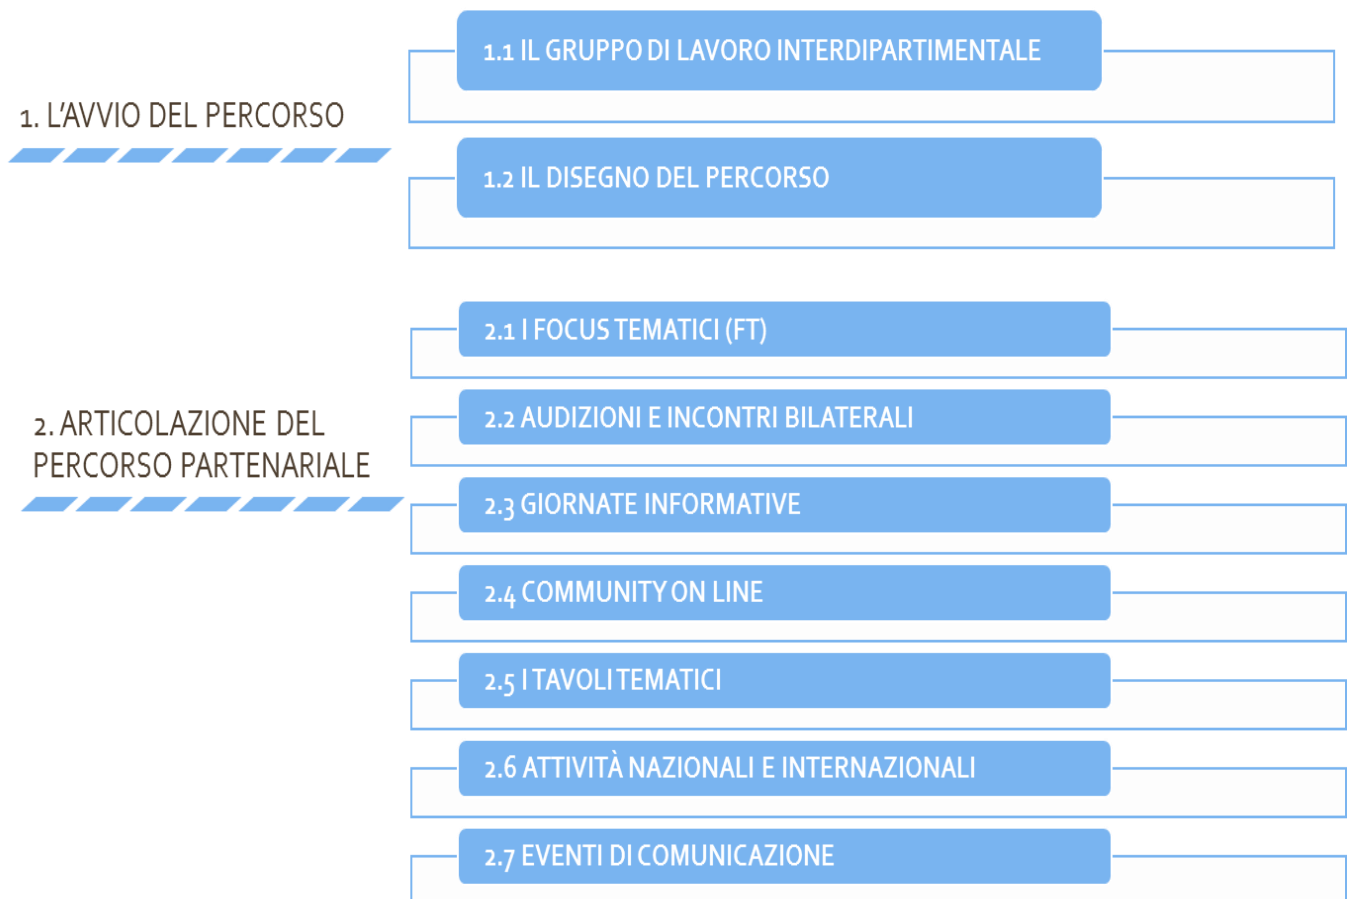 1. L'AVVIO DEL PERCORSO
1.1 IL GRUPPO DI LAVORO INTERDIPARTIMENTALE
1.2 IL DISEGNO DEL PERCORSO
2. ARTICOLAZIONE DEL
PERCORSO PARTENARIALE
2.1 I FOCUS TEMATICI (FT)
2.2 AUDIZIONI E INCONTRI BILATERALI
2.3 GIORNATE INFORMATIVE
2.4 COMMUNITY ON LINE
2.5 I TAVOLI TEMATICI
2.6 ATTIVITÀ NAZIONALI E INTERNAZIONALI
2.7 EVENTI DI COMUNICAZIONE